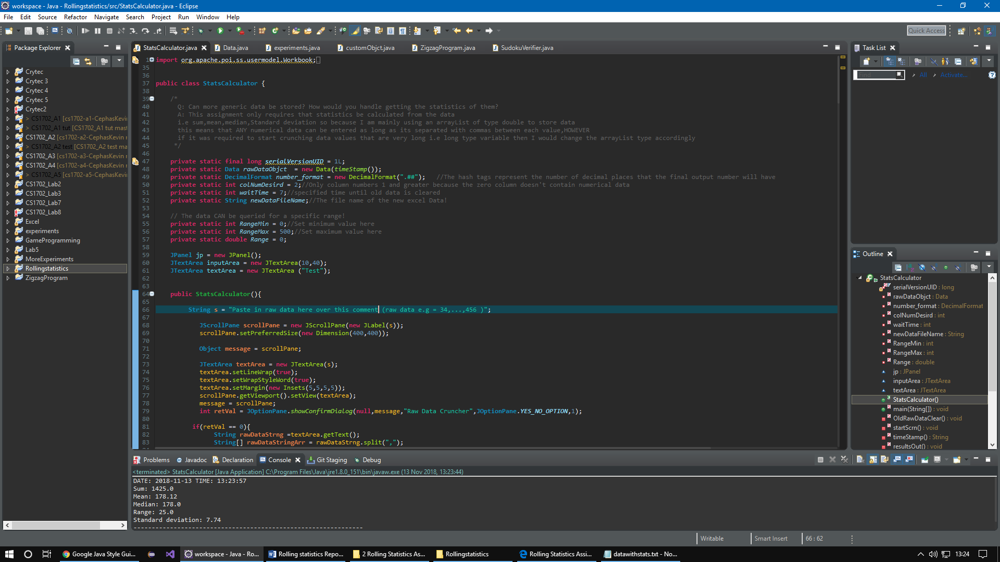 workspace - Java - Rollingstatistics/src/StatsCalculator.java - Eclipse
File Edit Source Refactor Navigate Search Project Run Window Help
Quick Access
Package Explorer
Crytec
Crytec 3
Crytec 4
Crytec 5
Crytec2
> CS1702_A1 [cs1702-a1-CephasKevin
> CS1702_A1 tut [CS1702_A1 tut mast
CS1702_A2 [cs1702-a2-CephasKevin r
> CS1702_A2 test [CS1702_A2 test ma
CS1702_A3 [cs1702-a3-CephasKevin r
CS1702_A4 [cs1702-a4-CephasKevin r
> CS1702_A5 [cs1702-a5-CephasKevin
CS1702_Lab2
CS1702_Lab3
CS1702_Lab7
CS1702_Lab8
Excel
experiments
GameProgramming
Lab5
MoreExperiments
Rollingstatistics
ZigzagProgram
StatsCalculator.java Data.java experiments.java customObjct.java ZigzagProgram.java SudokuVerifier.java
1 import org.apache.poi.ss.usermodel.Workbook;
35
36
37 public class StatsCalculator {
38
39 /*
40 Q: Can more generic data be stored? How would you handle getting the statistics of them?
41 A: This assignment only requires that statistics be calculated from the data
42 i.e sum,mean,median,Standard deviation so because I am mainly using an arrayList of type double to store data
43 this means that ANY numerical data can be entered as long as its separated with commas between each value,HOWEVER
44 if it was required to start crunching data values that are very long i.e long type variable then I would change the arrayList type accordingly
45 */
46
47 private static final long serialVersionUID = 1L;
48 private static Data rawDataObjct  = new Data(timeStamp());
49 private static DecimalFormat number_format = new DecimalFormat(".##");   //The hash tags represent the number of decimal places that the final output number will have
50 private static int colNumDesird = 2;//Only column numbers 1 and greater because the zero column doesn't contain numerical data
51 private static int waitTime = 7;//specified time until old data is cleared
52 private static String newDataFileName;//The file name of the new excel Data!
53
54 // The data CAN be queried for a specific range!
55 private static int RangeMin = 0;//Set minimum value here
56 private static int RangeMax = 500;//Set maximum value here
57 private static double Range = 0;
58
59 JPanel jp = new JPanel();
60 JTextArea inputArea = new JTextArea(10,40);
61 JTextArea textArea = new JTextArea ("Test");
62
63
64 public StatsCalculator(){
65
66 String s = "Paste in raw data here over this comment (raw data e.g = 34,...,456 )";
67
68 JScrollPane scrollPane = new JScrollPane(new JLabel(s));
69 scrollPane.setPreferredSize(new Dimension(400,400));
70
71 Object message = scrollPane;
72
73 JTextArea textArea = new JTextArea(s);
74 textArea.setLineWrap(true);
75 textArea.setWrapStyleWord(true);
76 textArea.setMargin(new Insets(5,5,5,5));
77 scrollPane.getViewport().setView(textArea);
78 message = scrollPane;
79 int retVal = JOptionPane.showConfirmDialog(null,message,"Raw Data Cruncher",JOptionPane.YES_NO_OPTION,1);
80
81 if(retVal == 0){
82 String rawDataStrng =textArea.getText();
83 String[] rawDataStringArr = rawDataStrng.split(",");
Task List
Find All Activate...
Outline
StatsCalculator
serialVersionUID : long
rawDataObjct : Data
number_format : DecimalFormat
colNumDesird : int
waitTime : int
newDataFileName : String
RangeMin : int
RangeMax : int
Range : double
jp : JPanel
inputArea : JTextArea
textArea : JTextArea
StatsCalculator()
main(String[]) : void
OldRawDataClear() : void
startScrn() : void
timeStamp() : String
resultsOut() : void
Problems Javadoc Declaration Console Git Staging Debug
<terminated> StatsCalculator [Java Application] C:\Program Files\Java\jre1.8.0_151\bin\javaw.exe (13 Nov 2018, 13:23:44)
DATE: 2018-11-13 TIME: 13:23:57
Sum: 1425.0
Mean: 178.12
Median: 178.0
Range: 25.0
Standard deviation: 7.74
---------------------------------------------------------------
Writable Smart Insert 66 : 62
Google Java Style Gui... workspace - Java - Ro... Rolling statistics Repo... 2 Rolling Statistics As... Rollingstatistics Rolling Statistics Assi... datawithstats.txt - No... 13:24